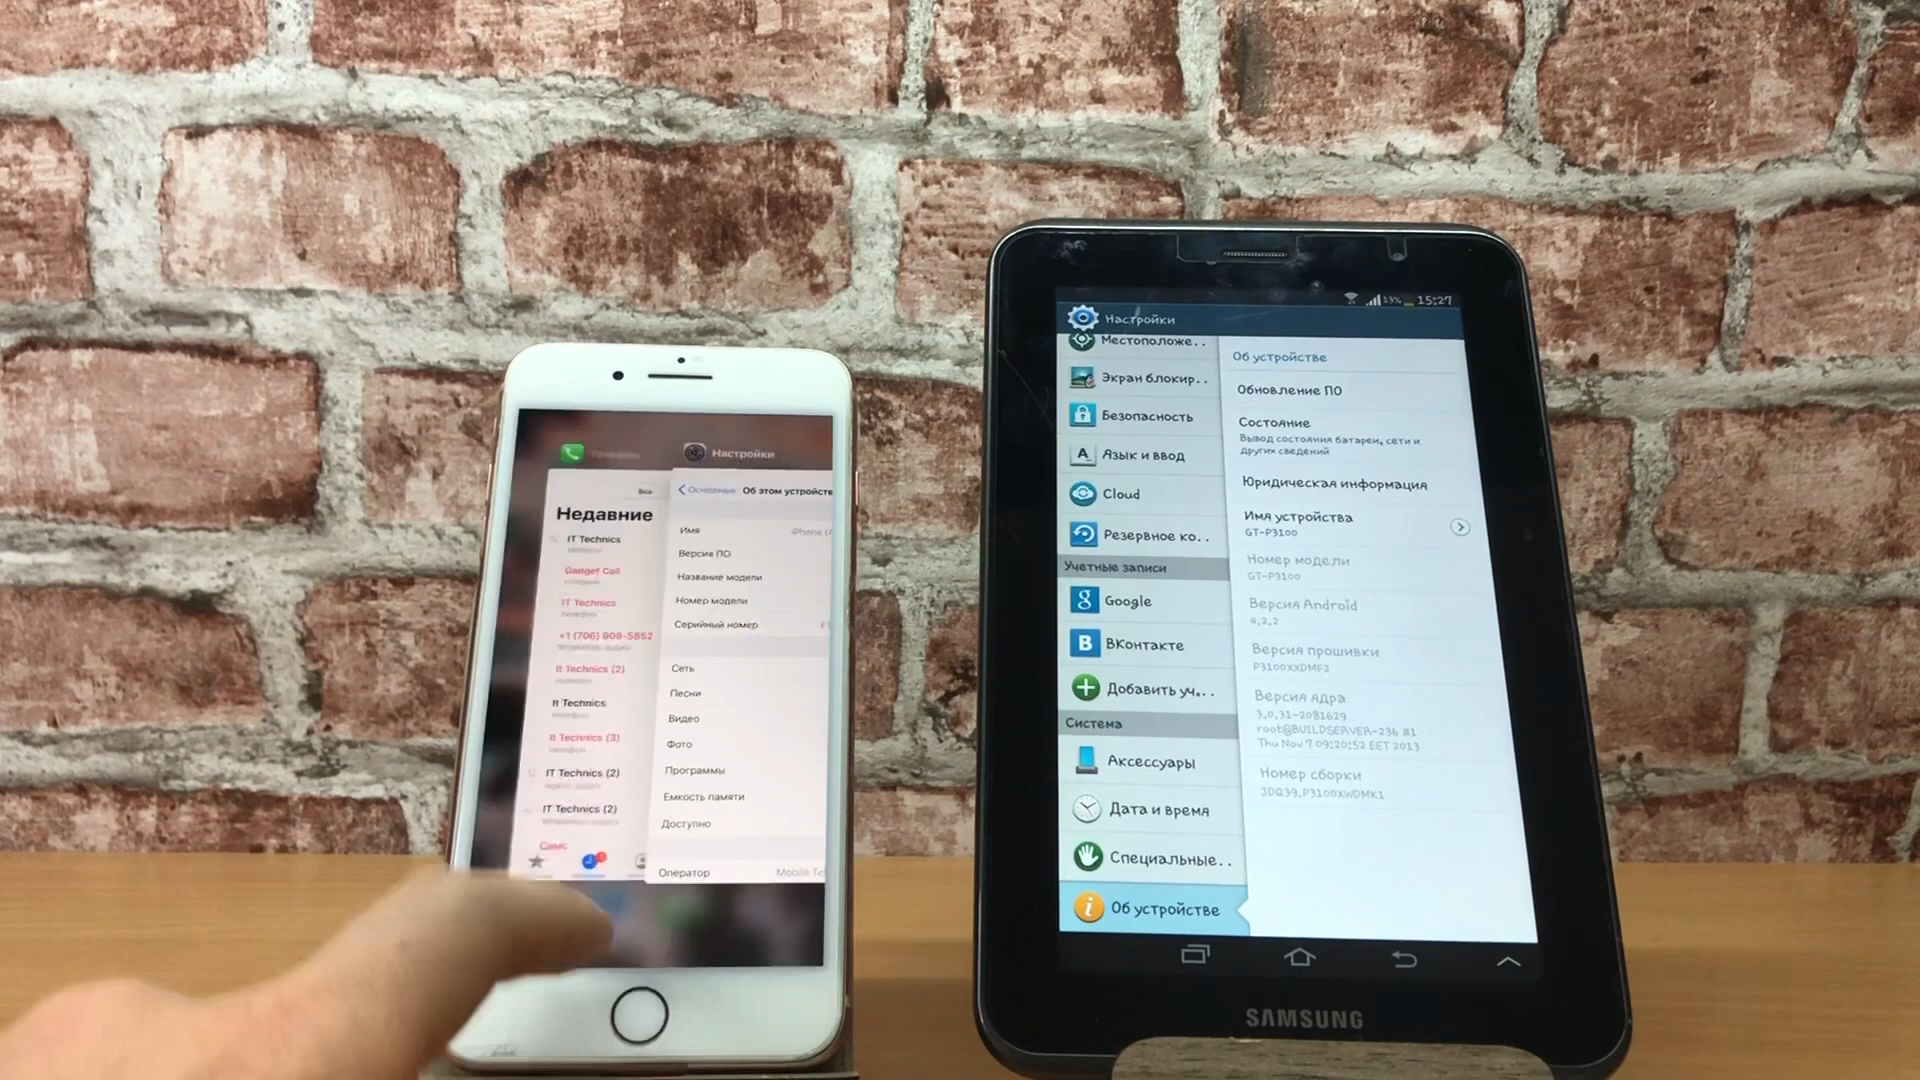 Настройки
Недавние
Все
IT Technics
Gadget Call
IT Technics
+1 (706) 908-5852
It Technics (2)
It Technics
It Technics (3)
IT Technics (2)
IT Technics (2)
Самс
Основные
Об этом устройств
Имя
iPhone (
Версия ПО
Название модели
Номер модели
Серийный номер
F
Сеть
Песни
Видео
Фото
Программы
Емкость памяти
Доступно
Оператор
Mobile Te
13%
15:27
Настройки
Местоположе..
Экран блокир..
Безопасность
Язык и ввод
Cloud
Резервное ко..
Учетные записи
Google
ВКонтакте
Добавить уч...
Система
Аксессуары
Дата и время
Специальные..
Об устройстве
Об устройстве
Обновление ПО
Состояние
Вывод состояния батареи, сети и
других сведений
Юридическая информация
Имя устройства
GT-P3100
Номер модели
GT-P3100
Версия Android
4.2.2
Версия прошивки
P3100XXDMF2
Версия ядра
3.0.31-2081629
root@BUILDSERVER-236 #1
Thu Nov 7 09:20:52 EET 2013
Номер сборки
JDQ39.P3100XWDMK1
SAMSUNG